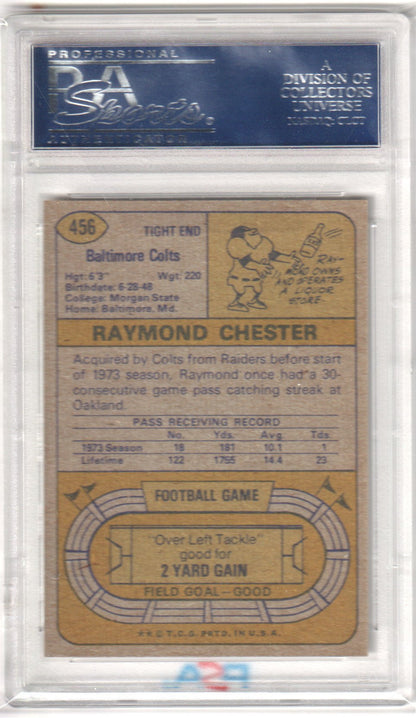 PROFESSIONAL
PSA
Sports.
A
DIVISION OF
COLLECTORS
UNIVERSE
NASDAQ: CLCT
456
TIGHT END
Baltimore Colts
Hgt: 6'3" Wgt: 220
Birthdate: 6-28-48
College: Morgan State
Home: Baltimore, Md.
RAY-
MOND OWNS
AND OPERATES
A LIQUOR
STORE.
RAYMOND CHESTER
Acquired by Colts from Raiders before start
of 1973 season, Raymond once had a 30-
consecutive game pass catching streak at
Oakland.
PASS RECEIVING RECORD
No. Yds. Avg. Tds.
1973 Season 18 181 10.1 1
Lifetime 122 1755 14.4 23
FOOTBALL GAME
"Over Left Tackle"
good for
2 YARD GAIN
FIELD GOAL—GOOD
★★© T.C.G. PRTD. IN U.S.A.